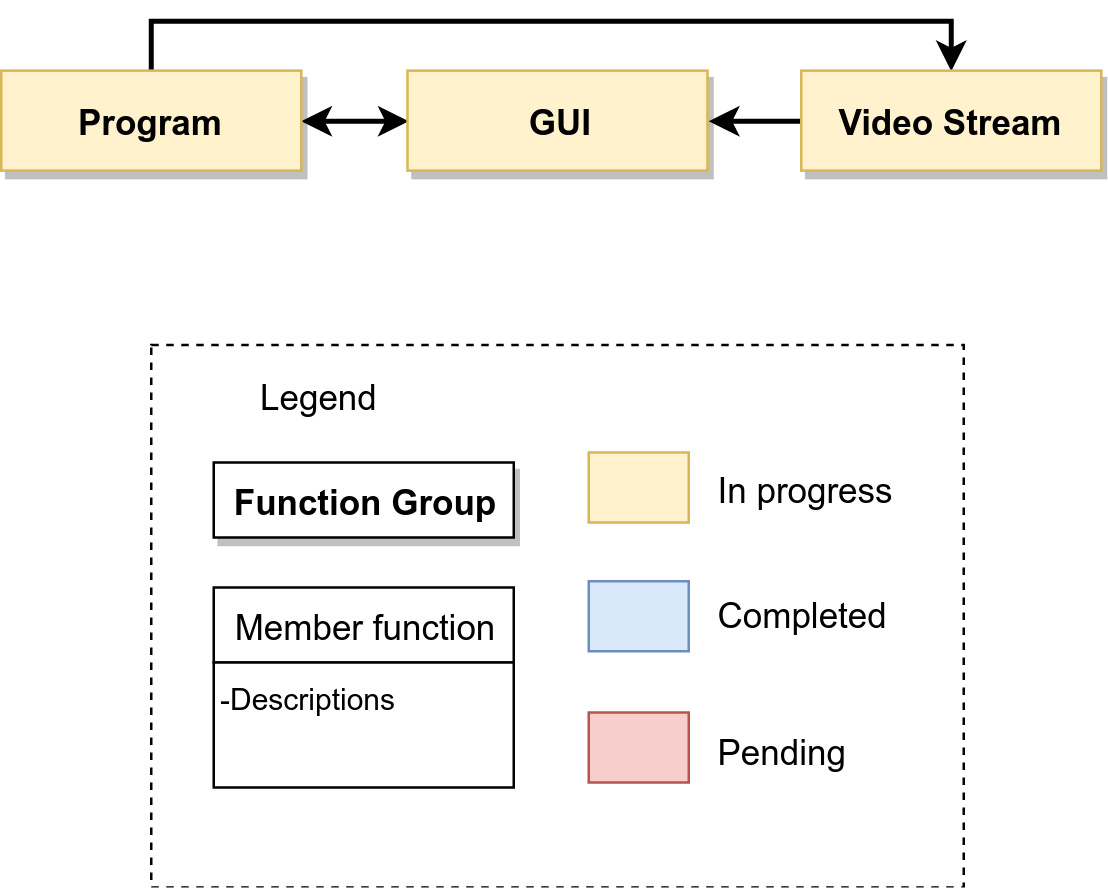 Program
GUI
Video Stream
Legend
Function Group
In progress
Member function
Completed
-Descriptions
Pending